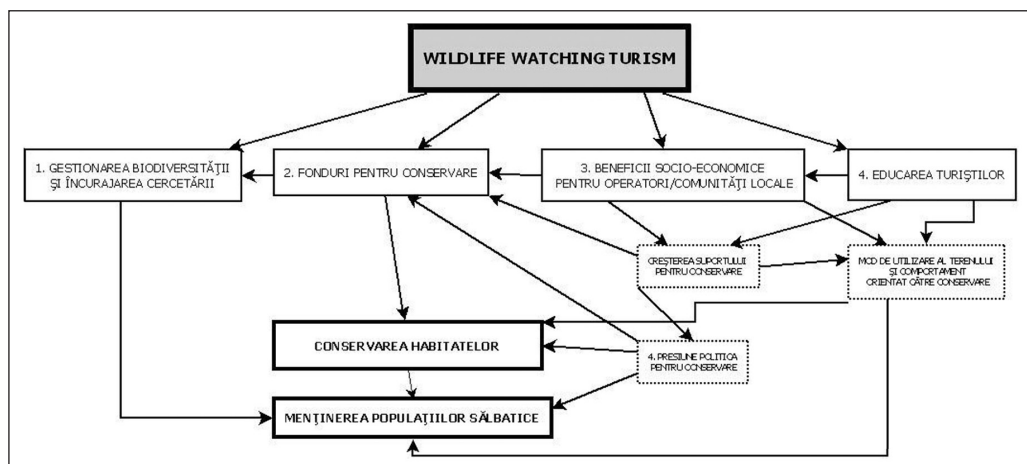 WILDLIFE WATCHING TURISM
1. GESTIONAREA BIODIVERSITĂŢII
ŞI ÎNCURAJAREA CERCETĂRII
2. FONDURI PENTRU CONSERVARE
3. BENEFICII SOCIO-ECONOMICE
PENTRU OPERATORI/COMUNITĂŢI LOCALE
4. EDUCAREA TURIŞTILOR
CREŞTEREA SUPORTULUI
PENTRU CONSERVARE
MOD DE UTILIZARE AL TERENULUI
ŞI COMPORTAMENT
ORIENTAT CĂTRE CONSERVARE
CONSERVAREA HABITATELOR
4. PRESIUNE POLITICA
PENTRU CONSERVARE
MENŢINEREA POPULAŢIILOR SĂLBATICE